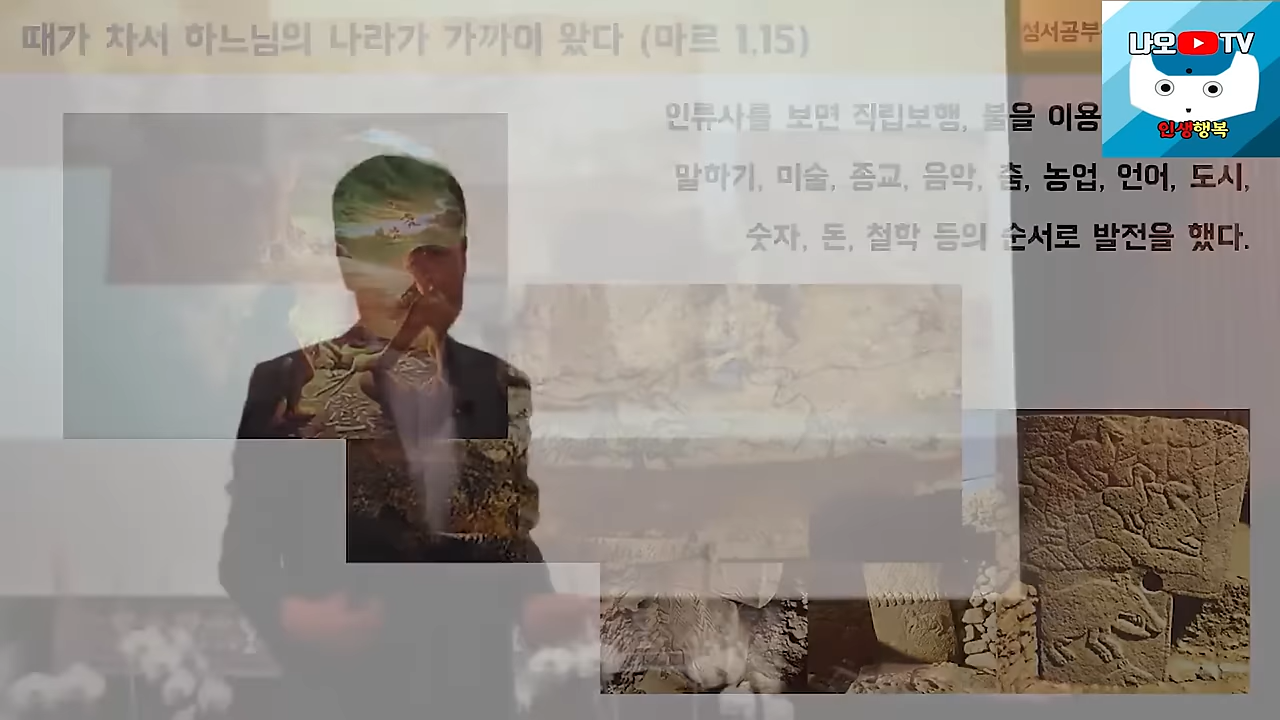 때가 차서 하느님의 나라가 가까이 왔다 (마르 1.15)
성서공부
인류사를 보면 직립보행, 불을 이용
말하기, 미술, 종교, 음악, 춤, 농업, 언어, 도시,
숫자, 돈, 철학 등의 순서로 발전을 했다.
나오 TV
인생행복